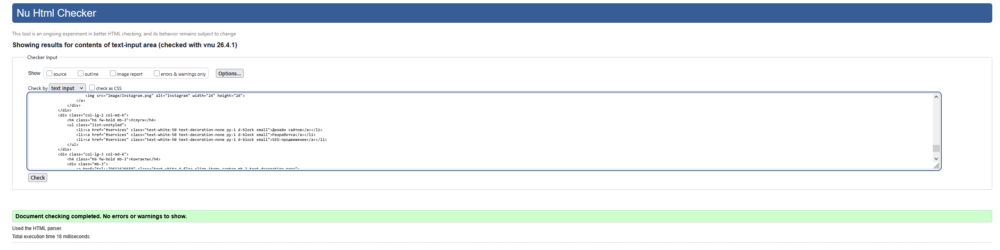 Nu Html Checker
This tool is an ongoing experiment in better HTML checking, and its behavior remains subject to change
Showing results for contents of text-input area (checked with vnu 26.4.1)
Checker Input
Show source outline image report errors & warnings only Options...
Check by text input check as CSS
<img src="Image/Instagram.png" alt="Instagram" width="24" height="24">
</a>
</div>
</div>
<div class="col-lg-2 col-md-6">
<h4 class="h6 fw-bold mb-3">Услуги</h4>
<ul class="list-unstyled">
<li><a href="#services" class="text-white-50 text-decoration-none py-1 d-block small">Дизайн сайтов</a></li>
<li><a href="#services" class="text-white-50 text-decoration-none py-1 d-block small">Разработка</a></li>
<li><a href="#services" class="text-white-50 text-decoration-none py-1 d-block small">SEO-продвижение</a></li>
</ul>
</div>
<div class="col-lg-3 col-md-6">
<h4 class="h6 fw-bold mb-3">Контакты</h4>
<div class="mb-3">
Check
Document checking completed. No errors or warnings to show.
Used the HTML parser.
Total execution time 18 milliseconds.